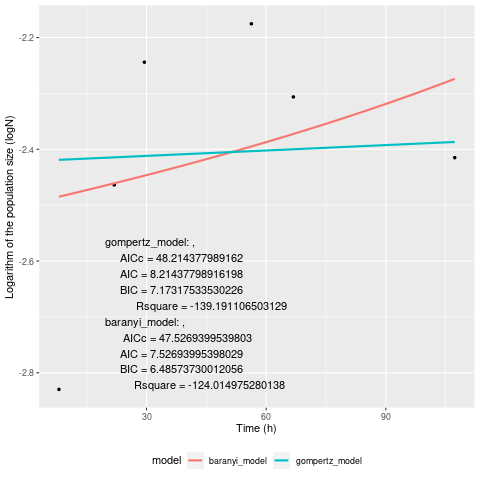 -2.2
-2.4
-2.6
-2.8
Logarithm of the population size (logN)
gompertz_model: ,
AICc = 48.214377989162
AIC = 8.21437798916198
BIC = 7.17317533530226
Rsquare = -139.191106503129
baranyi_model: ,
AICc = 47.5269399539803
AIC = 7.52693995398029
BIC = 6.48573730012056
Rsquare = -124.014975280138
30 60 90
Time (h)
model baranyi_model gompertz_model